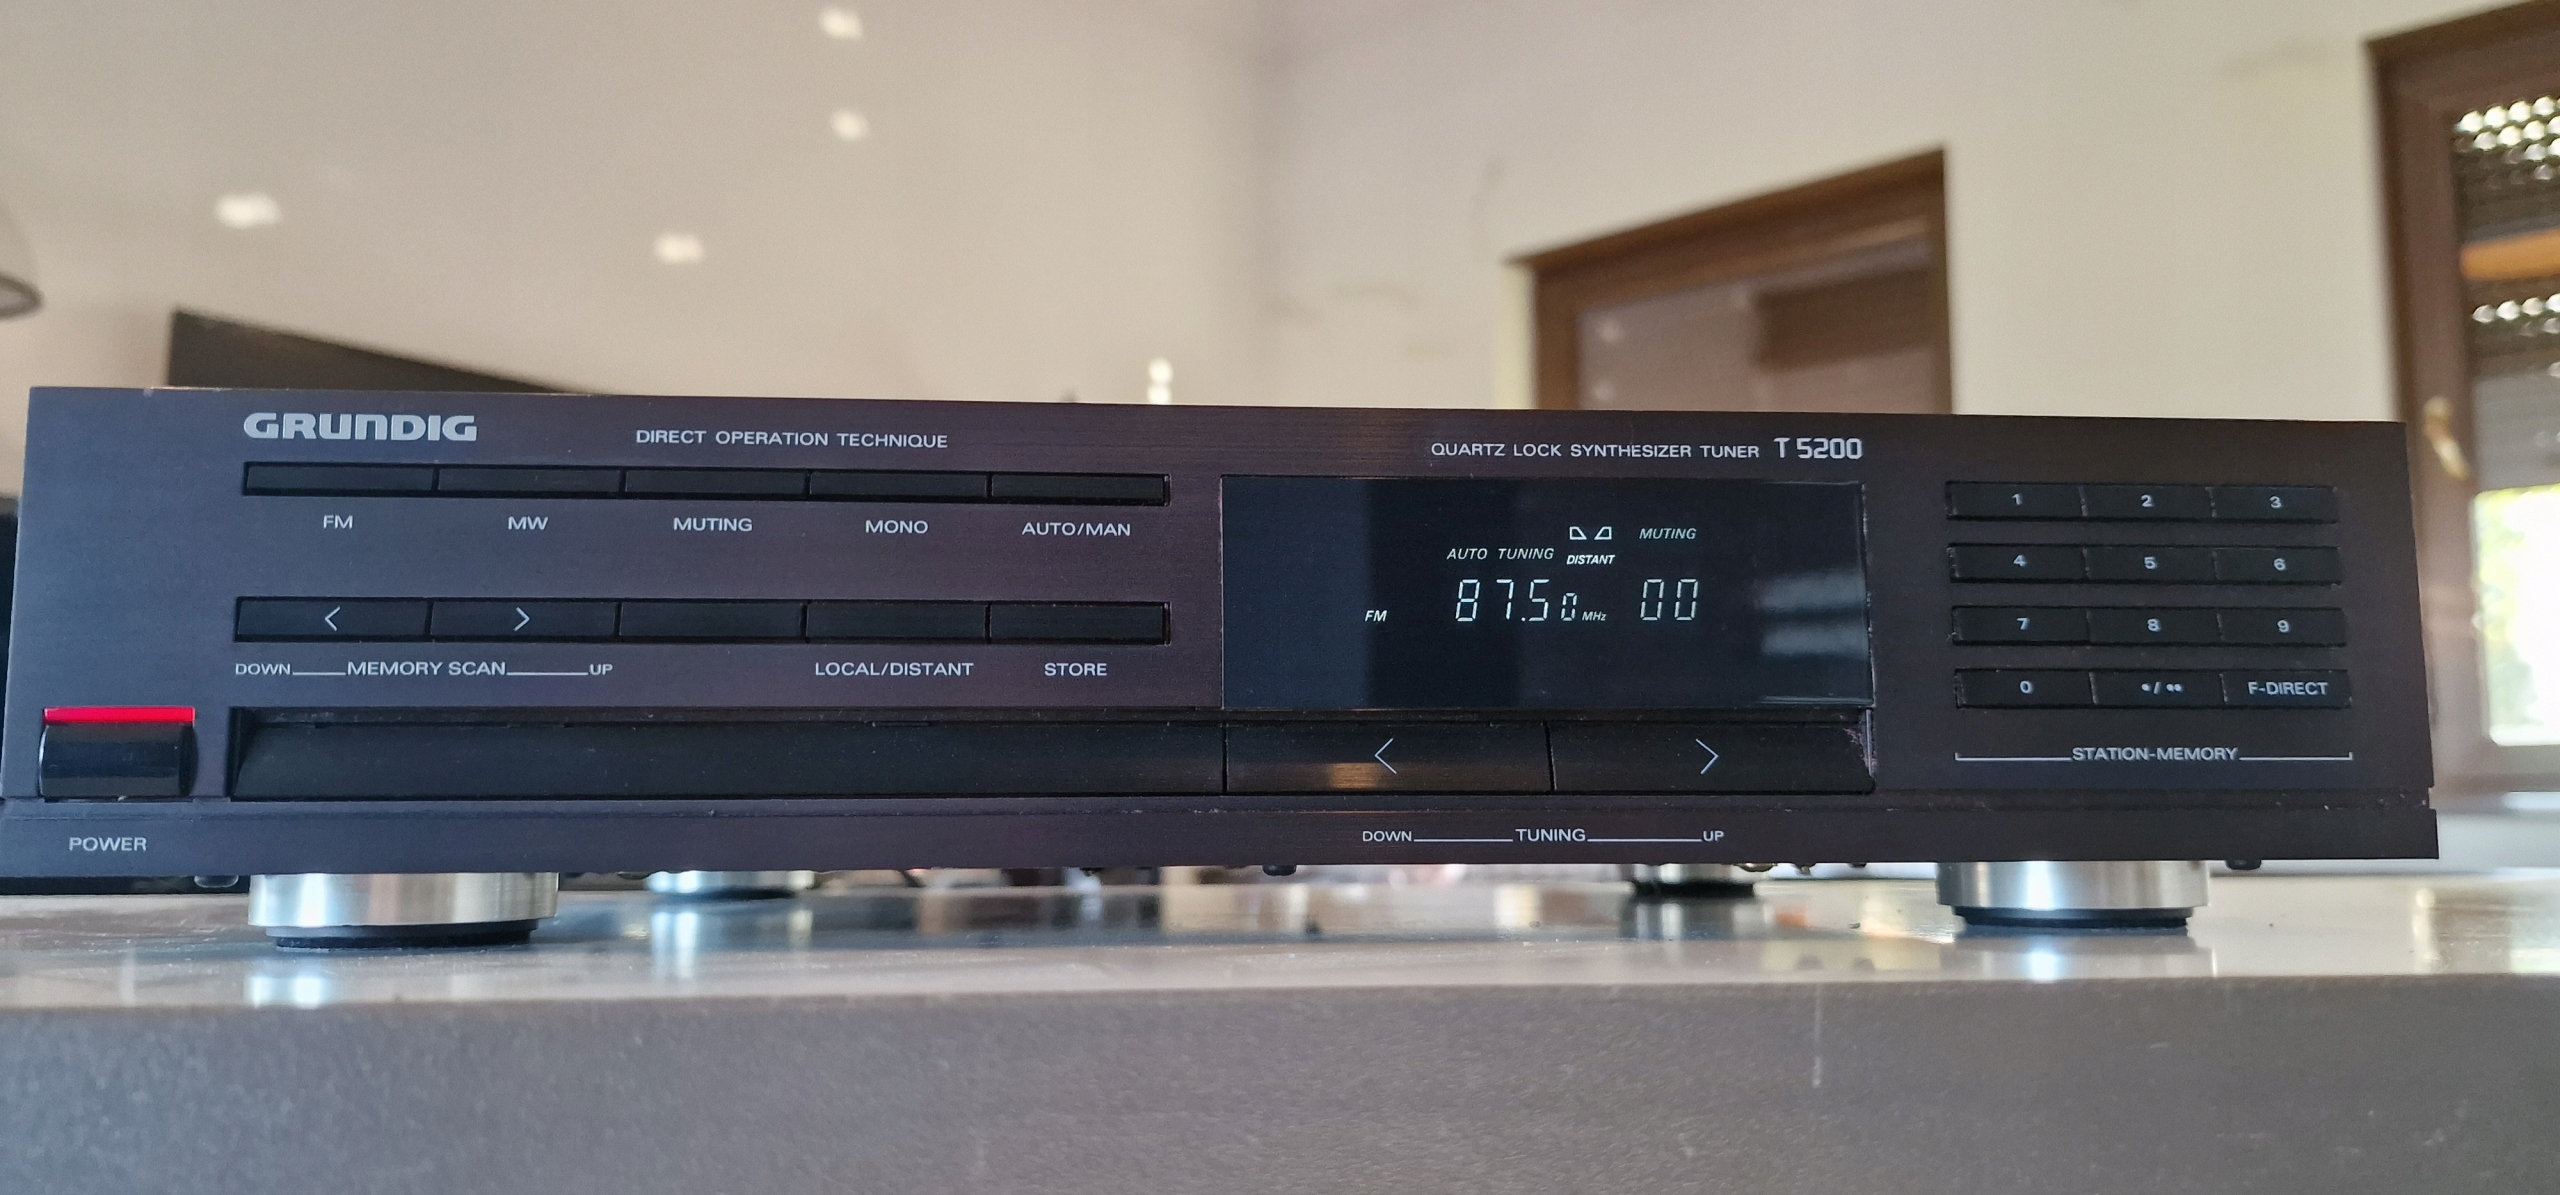 GRUNDIG
DIRECT OPERATION TECHNIQUE
QUARTZ LOCK SYNTHESIZER TUNER T 5200
FM MW MUTING MONO AUTO/MAN
< >
DOWN MEMORY SCAN UP LOCAL/DISTANT STORE
MUTING
AUTO TUNING DISTANT
FM 87.50 MHz 00
1 2 3
4 5 6
7 8 9
0 •/•• F-DIRECT
STATION-MEMORY
< >
POWER
DOWN TUNING UP